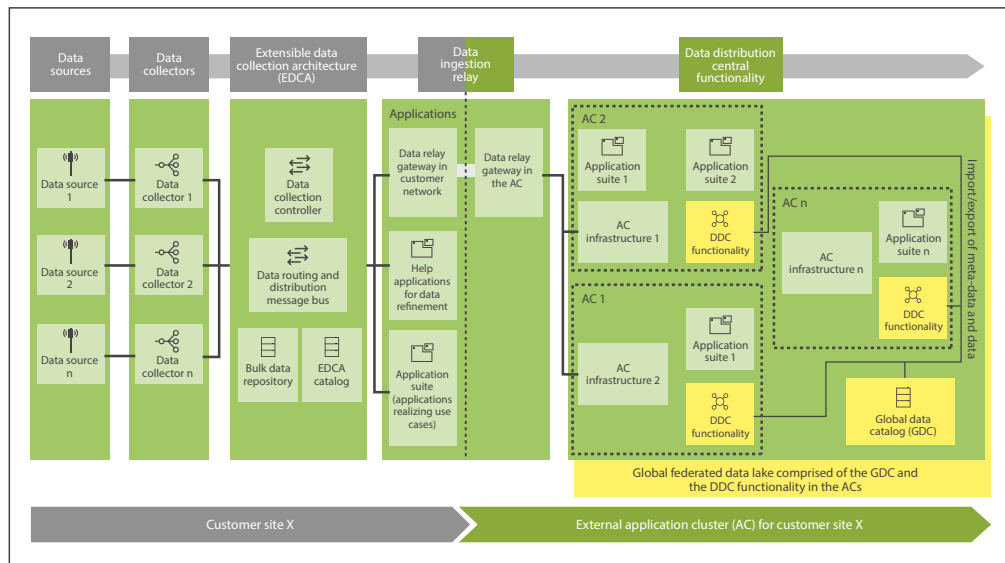 Data
sources
Data
collectors
Extensible data
collection architecture
(EDCA)
Data
ingestion
relay
Data distribution
central
functionality
Data source
1
Data source
2
Data source
n
Data
collector 1
Data
collector 2
Data
collector n
Data
collection
controller
Data routing and
distribution
message bus
Bulk data
repository
EDCA
catalog
Applications
Data relay
gateway in
customer
network
Data relay
gateway in
the AC
Help
applications
for data
refinement
Application
suite
(applications
realizing use
cases)
AC 2
Application
suite 1
Application
suite 2
AC
infrastructure 1
DDC
functionality
AC 1
Application
suite 1
AC
infrastructure 2
DDC
functionality
AC n
Application
suite n
AC
infrastructure n
DDC
functionality
Global data
catalog (GDC)
Import/export of meta-data and data
Global federated data lake comprised of the GDC and
the DDC functionality in the ACs
Customer site X
External application cluster (AC) for customer site X